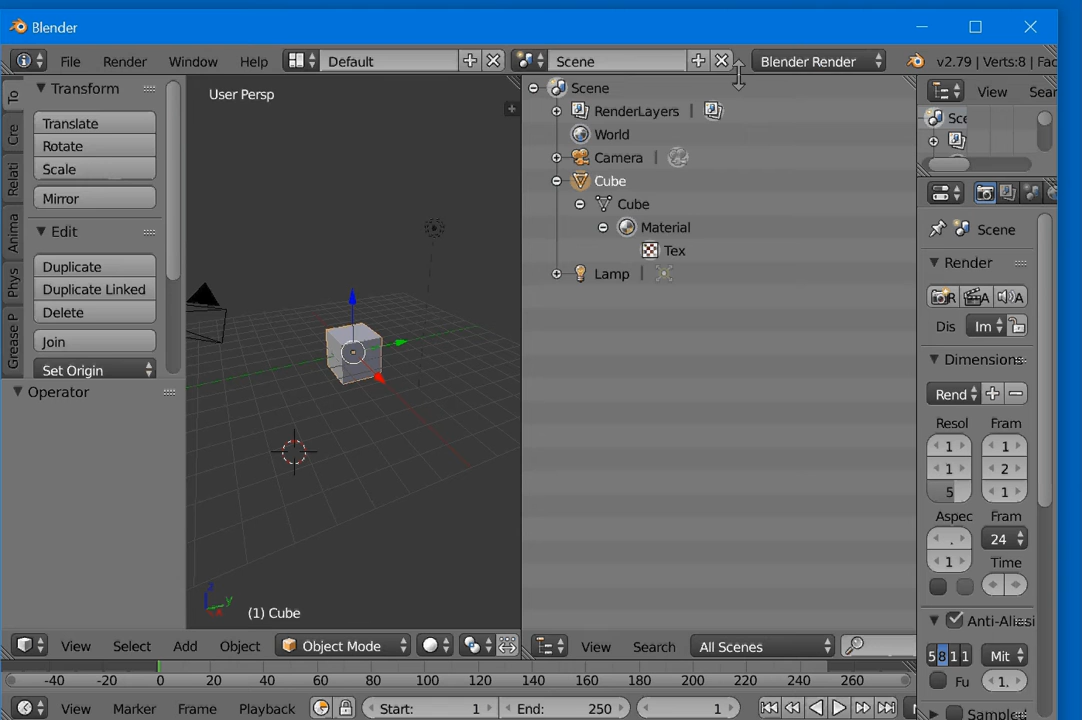 Blender
File Render Window Help Default Scene Blender Render v2.79 | Verts:8 | Fac
To
Cre
Relati
Anima
Phys
Grease P
Transform
Translate
Rotate
Scale
Mirror
Edit
Duplicate
Duplicate Linked
Delete
Join
Set Origin
Operator
User Persp
z
y
x
(1) Cube
View Select Add Object Object Mode
Scene
RenderLayers |
World
Camera |
Cube
Cube
Material
Tex
Lamp |
View Search All Scenes
View Sear
Sce
Scene
Render
R A A
Dis Im
Dimensions
Rend
Resol Fram
1 1
1 2
5 1
Aspec Fram
. 24
1 Time
Anti-Aliasi
5 8 1 1 Mit
Fu 1.
Sample
-40 -20 0 20 40 60 80 100 120 140 160 180 200 220 240 260
View Marker Frame Playback Start: 1 End: 250 1